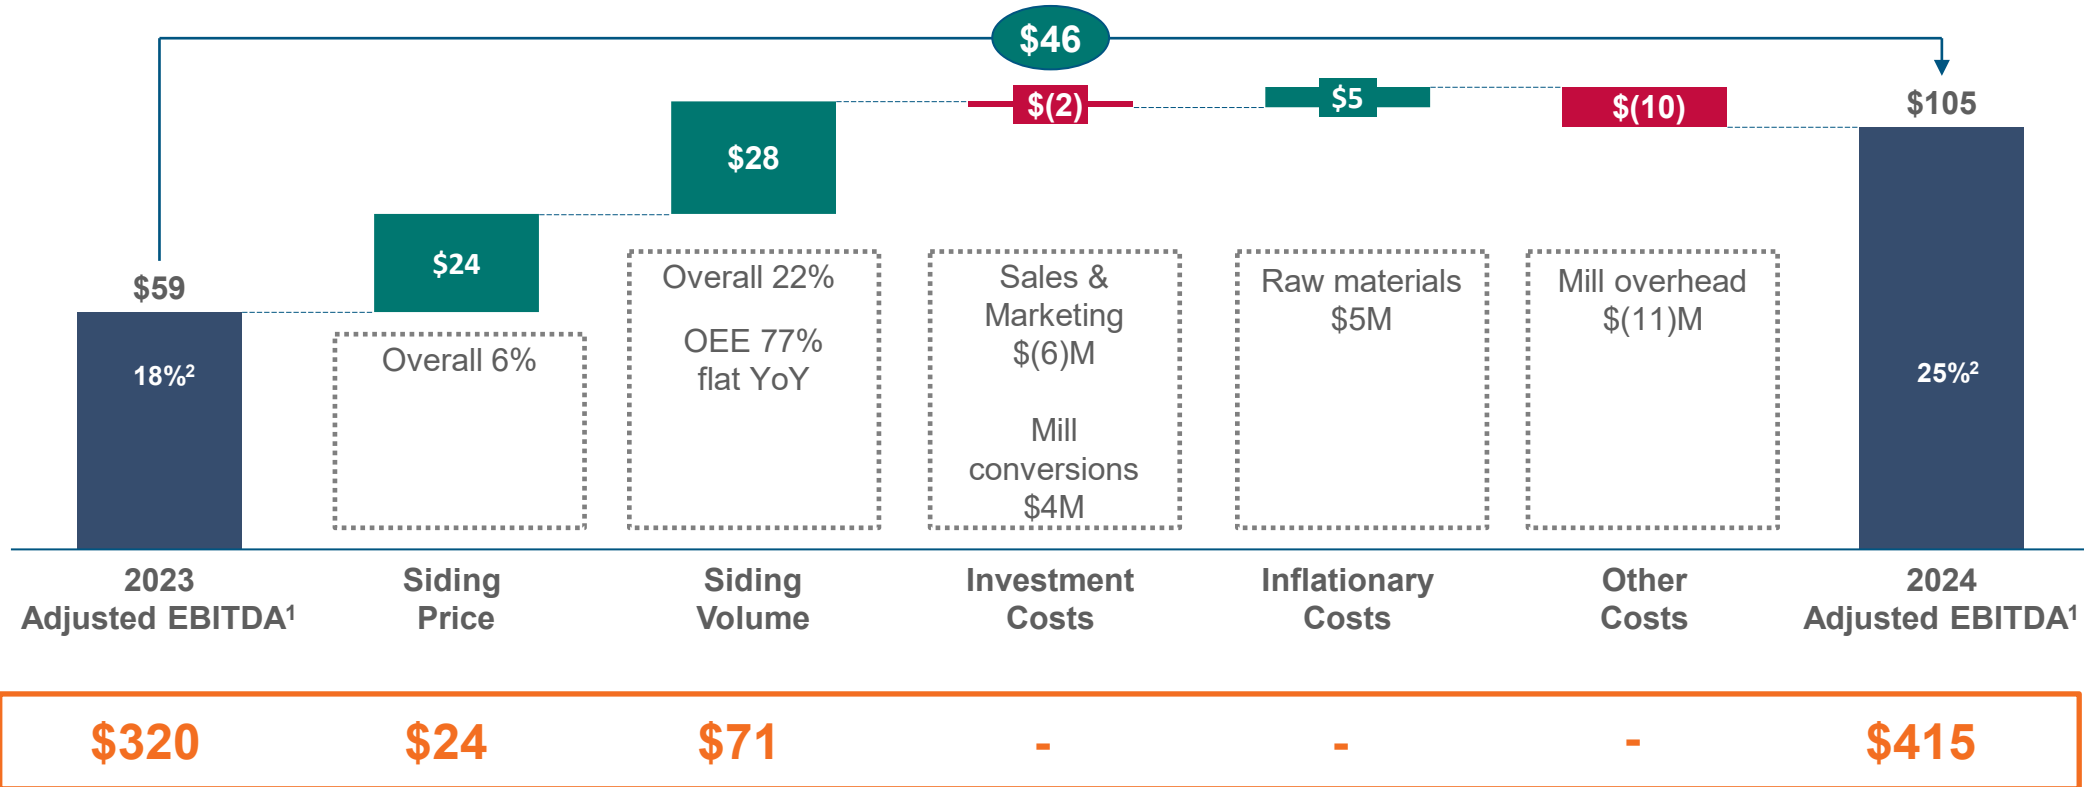 $46
$59
18%²
$24
Overall 6%
$28
Overall 22%
OEE 77%
flat YoY
$(2)
Sales &
Marketing
$(6)M
Mill
conversions
$4M
$5
Raw materials
$5M
$(10)
Mill overhead
$(11)M
$105
25%²
2023
Adjusted EBITDA¹
Siding
Price
Siding
Volume
Investment
Costs
Inflationary
Costs
Other
Costs
2024
Adjusted EBITDA¹
$320 $24 $71 - - - $415